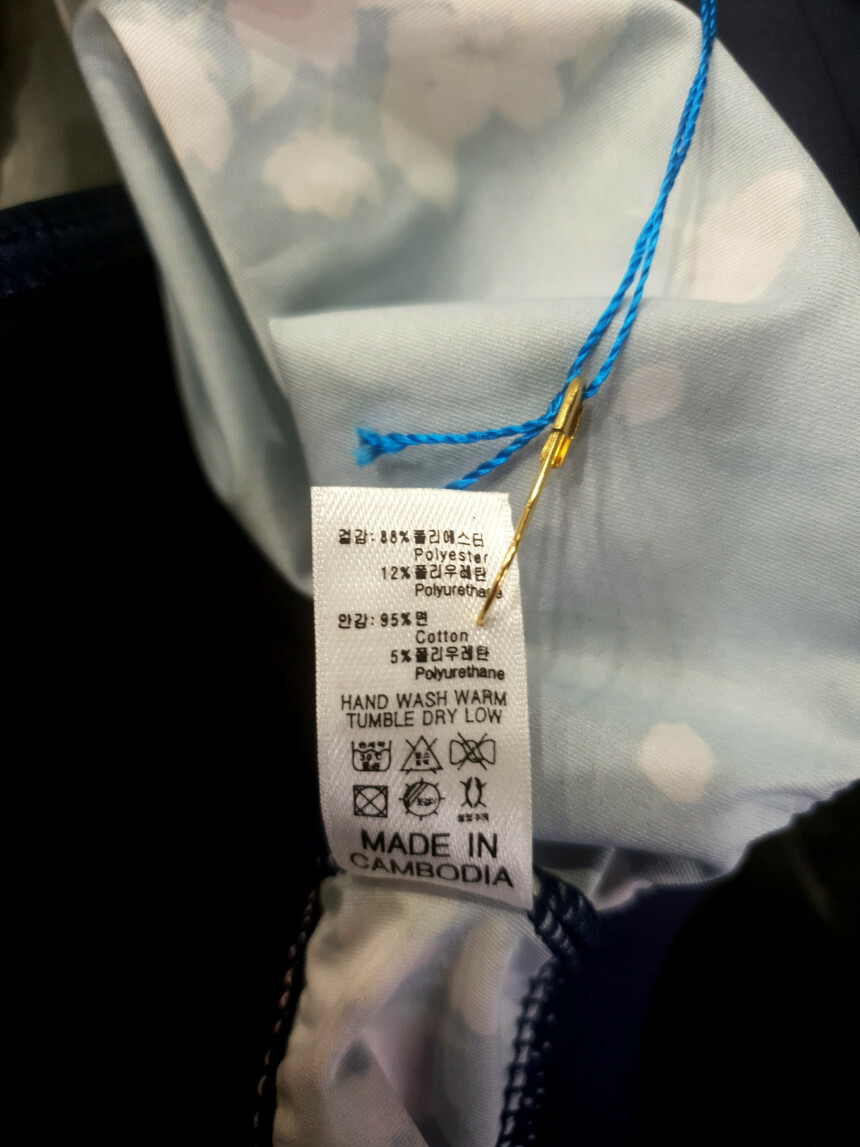 겉감: 88% 폴리에스터
Polyester
12% 폴리우레탄
Polyurethane
안감: 95% 면
Cotton
5% 폴리우레탄
Polyurethane
HAND WASH WARM
TUMBLE DRY LOW
30℃
MADE IN
CAMBODIA